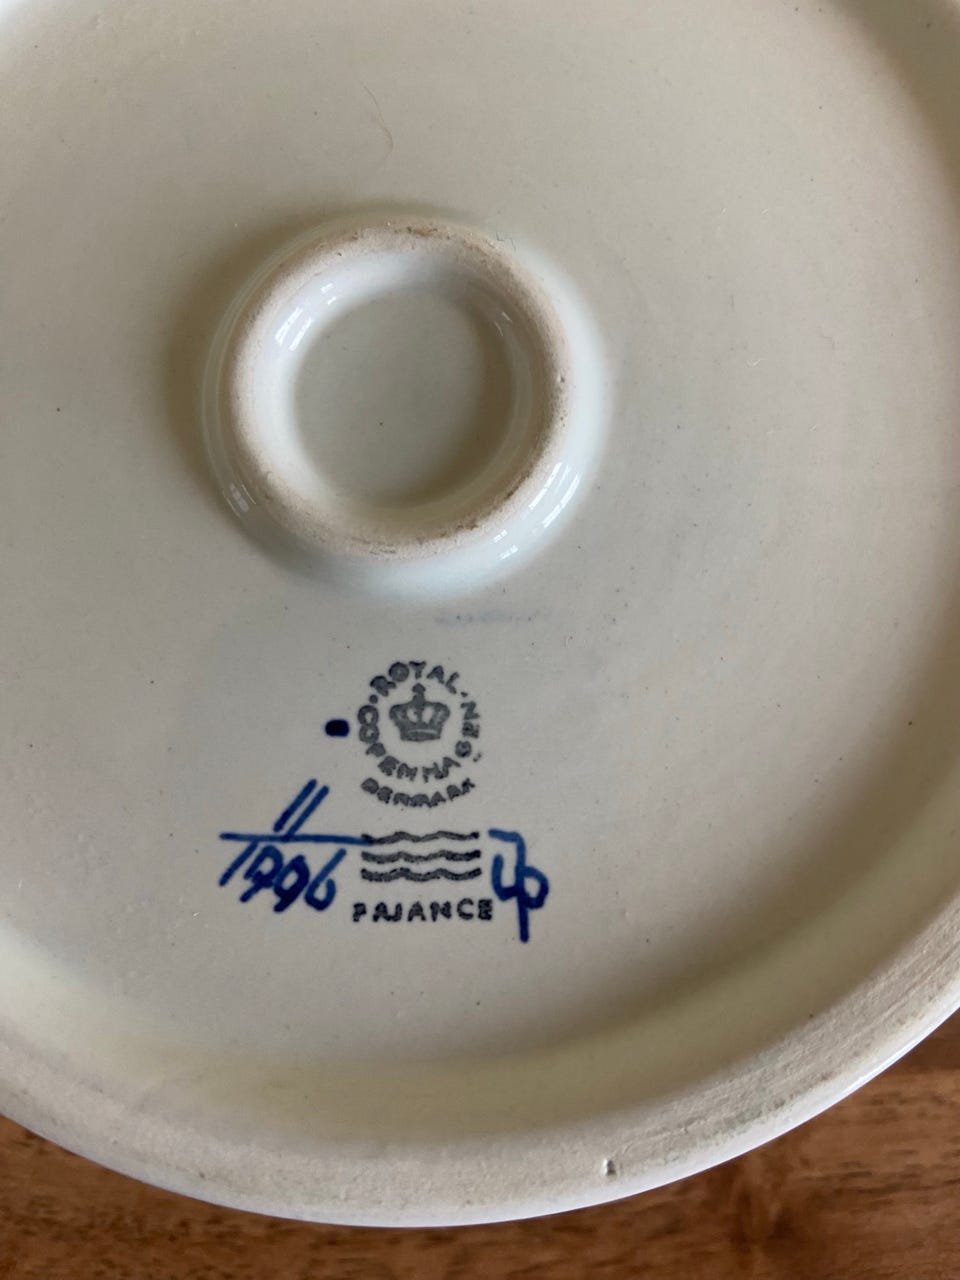 ROYAL COPENHAGEN
DENMARK
11
1996
FAJANCE